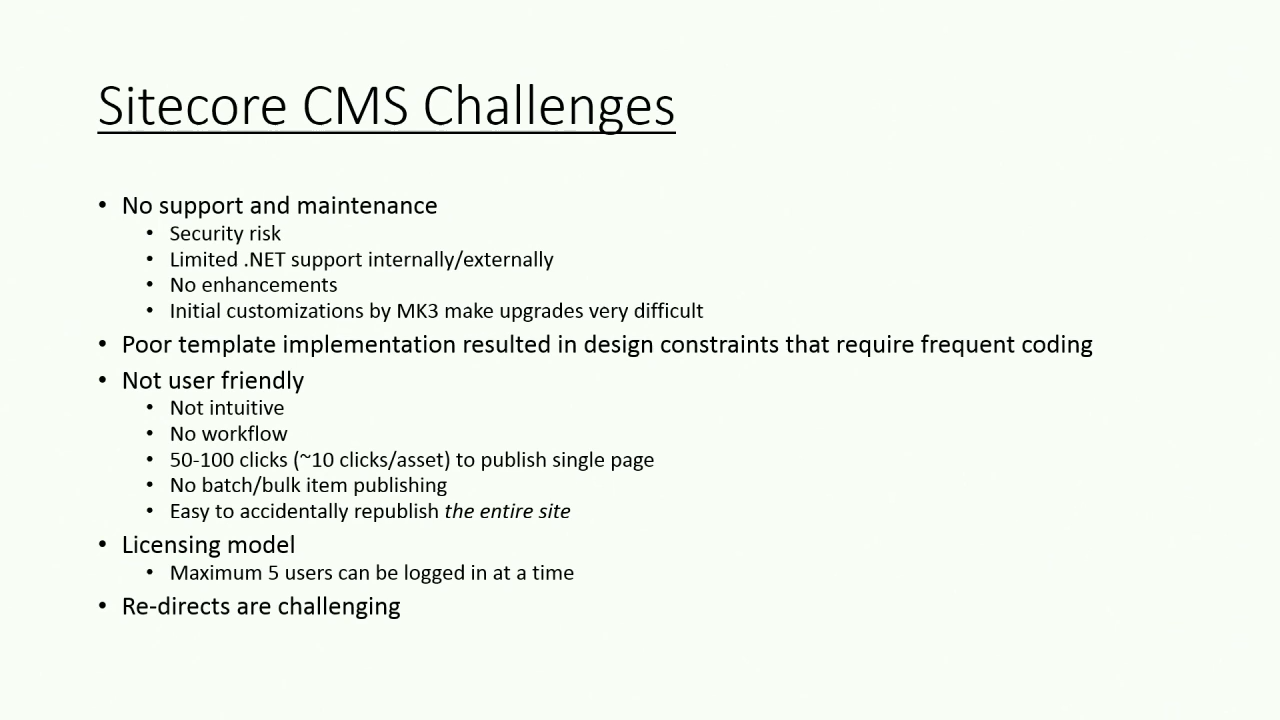 Sitecore CMS Challenges
• No support and maintenance
• Security risk
• Limited .NET support internally/externally
• No enhancements
• Initial customizations by MK3 make upgrades very difficult
• Poor template implementation resulted in design constraints that require frequent coding
• Not user friendly
• Not intuitive
• No workflow
• 50-100 clicks (~10 clicks/asset) to publish single page
• No batch/bulk item publishing
• Easy to accidentally republish the entire site
• Licensing model
• Maximum 5 users can be logged in at a time
• Re-directs are challenging